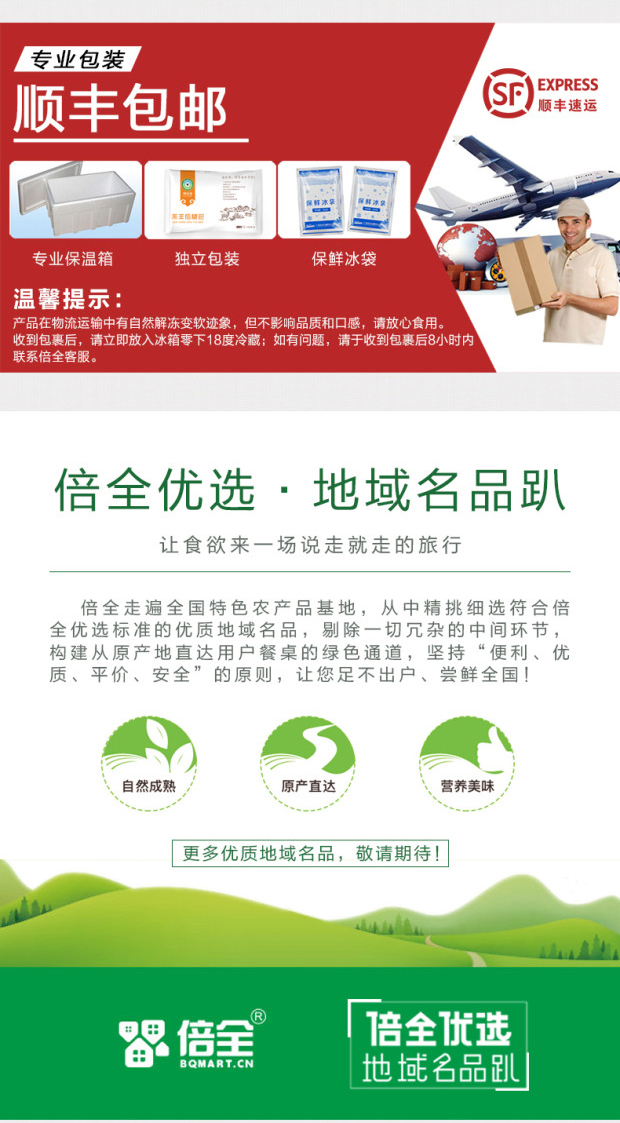 专业包装
顺丰包邮
SF
EXPRESS
顺丰速运
保鲜冰袋
保鲜冰袋
专业保温箱
独立包装
保鲜冰袋
温馨提示：
产品在物流运输中有自然解冻变软迹象，但不影响品质和口感，请放心食用。
收到包裹后，请立即放入冰箱零下18度冷藏；如有问题，请于收到包裹后8小时内
联系倍全客服。
倍全优选·地域名品趴
让食欲来一场说走就走的旅行
倍全走遍全国特色农产品基地，从中精挑细选符合倍
全优选标准的优质地域名品，剔除一切冗杂的中间环节，
构建从原产地直达用户餐桌的绿色通道，坚持“便利、优
质、平价、安全”的原则，让您足不出户、尝鲜全国！
自然成熟
原产直达
营养美味
更多优质地域名品，敬请期待！
倍全®
BQMART.CN
倍全优选
地域名品趴